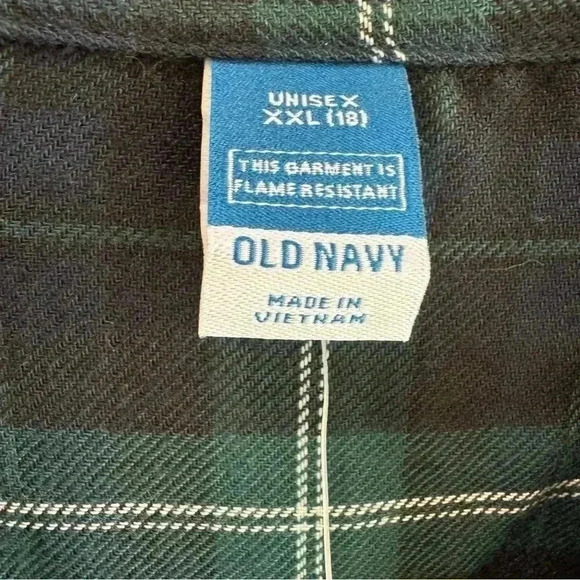 UNISEX
XXL (18)
THIS GARMENT IS
FLAME RESISTANT
OLD NAVY
MADE IN
VIETNAM